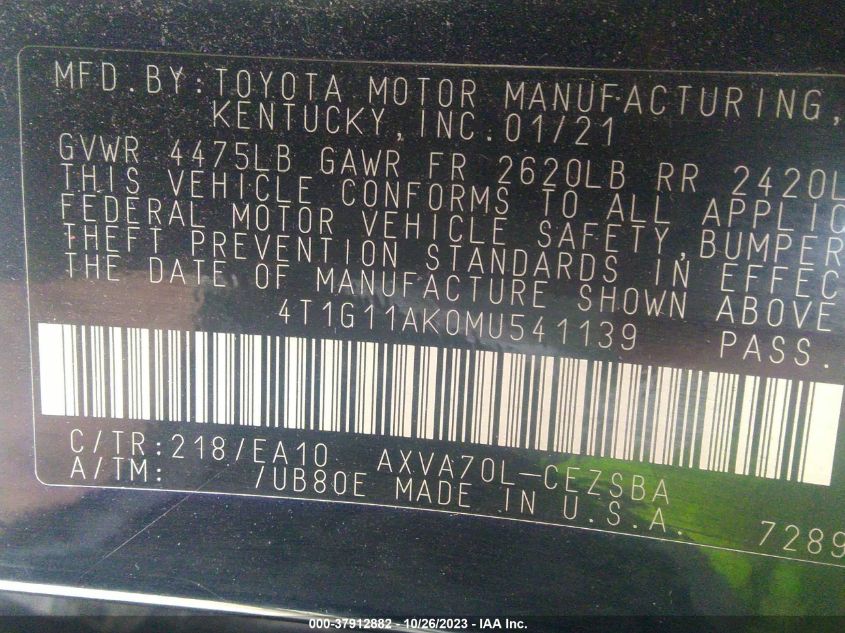 MFD.BY:TOYOTA MOTOR MANUFACTURING,
KENTUCKY,INC.01/21
GVWR 4475LB GAWR FR 2620LB RR 2420L
THIS VEHICLE CONFORMS TO ALL APPLIC
FEDERAL MOTOR VEHICLE SAFETY,BUMPER
THEFT PREVENTION STANDARDS IN EFFEC
THE DATE OF MANUFACTURE SHOWN ABOVE
4T1G11AK0MU541139 PASS.
C/TR:218/EA10 AXVA70L-CEZSBA
A/TM: /UB80E MADE IN U.S.A.
7289
000-37912882 - 10/26/2023 - IAA Inc.